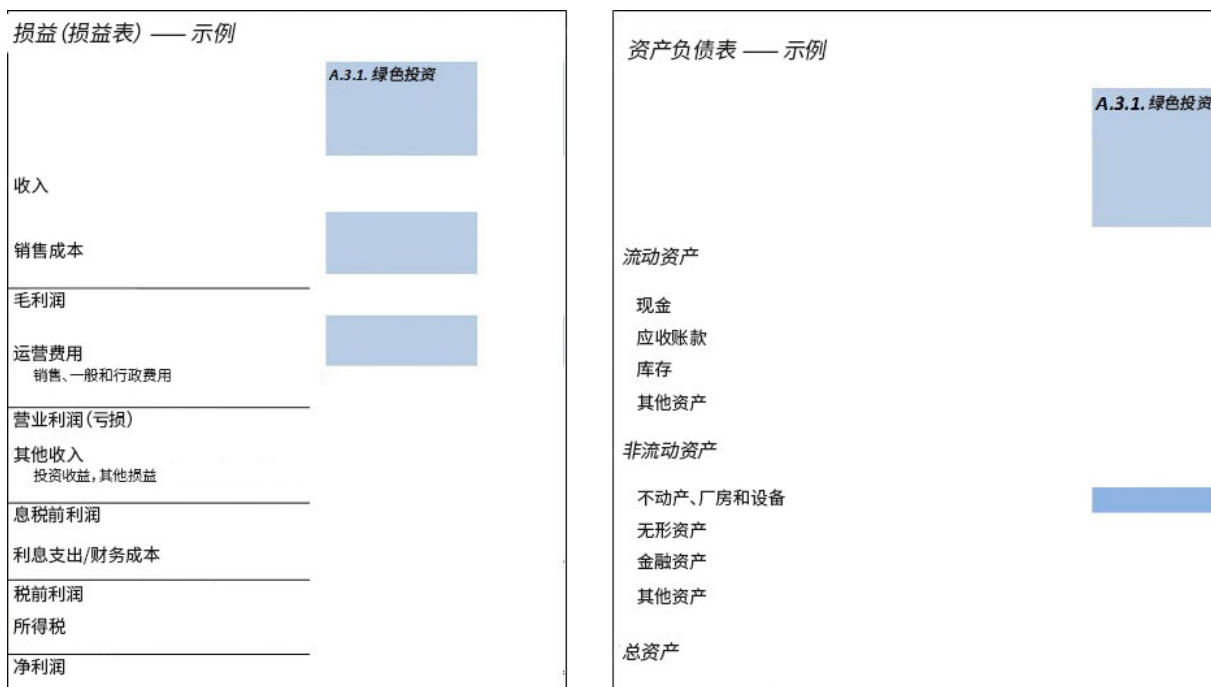 损益(损益表) —— 示例
A.3.1. 绿色投资
收入
销售成本
毛利润
运营费用
销售、一般和行政费用
营业利润(亏损)
其他收入
投资收益,其他损益
息税前利润
利息支出/财务成本
税前利润
所得税
净利润
资产负债表 —— 示例
A.3.1. 绿色投资
流动资产
现金
应收账款
库存
其他资产
非流动资产
不动产、厂房和设备
无形资产
金融资产
其他资产
总资产